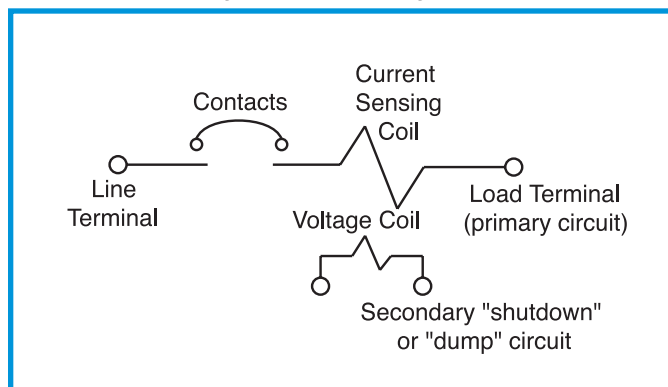 Current
Sensing
Coil
Contacts
Line
Terminal
Load Terminal
(primary circuit)
Voltage Coil
Secondary "shutdown"
or "dump" circuit